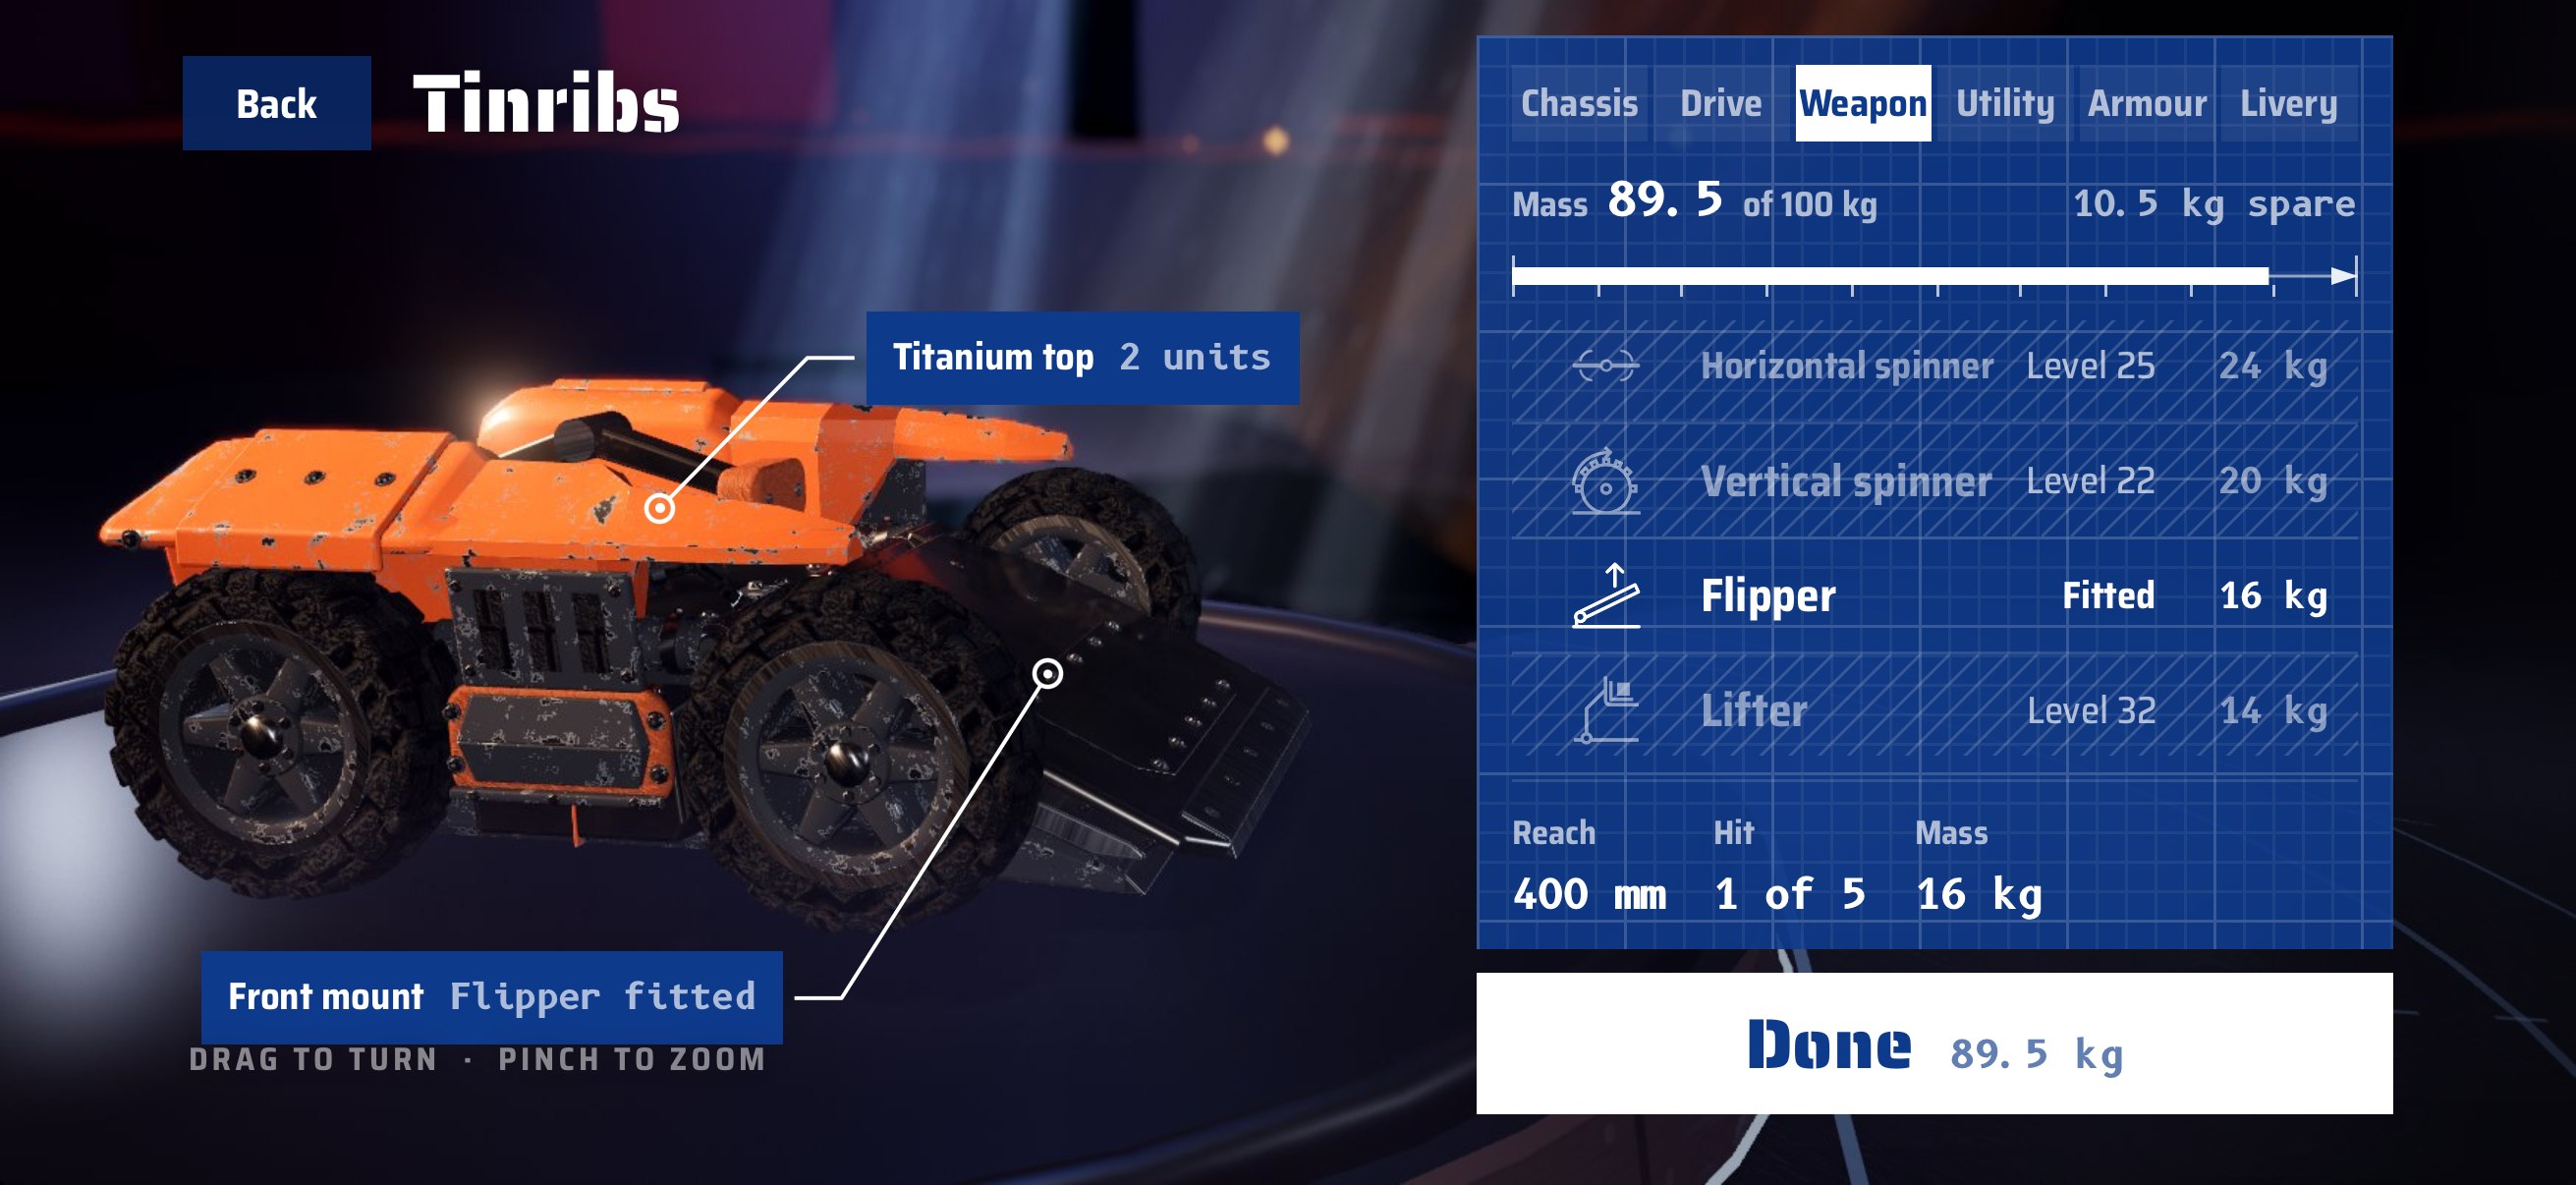 Back
Tinribs
Titanium top 2 units
Front mount Flipper fitted
DRAG TO TURN · PINCH TO ZOOM
Chassis Drive Weapon Utility Armour Livery
Mass 89.5 of 100 kg 10.5 kg spare
Horizontal spinner Level 25 24 kg
Vertical spinner Level 22 20 kg
Flipper Fitted 16 kg
Lifter Level 32 14 kg
Reach Hit Mass
400 mm 1 of 5 16 kg
Done 89.5 kg